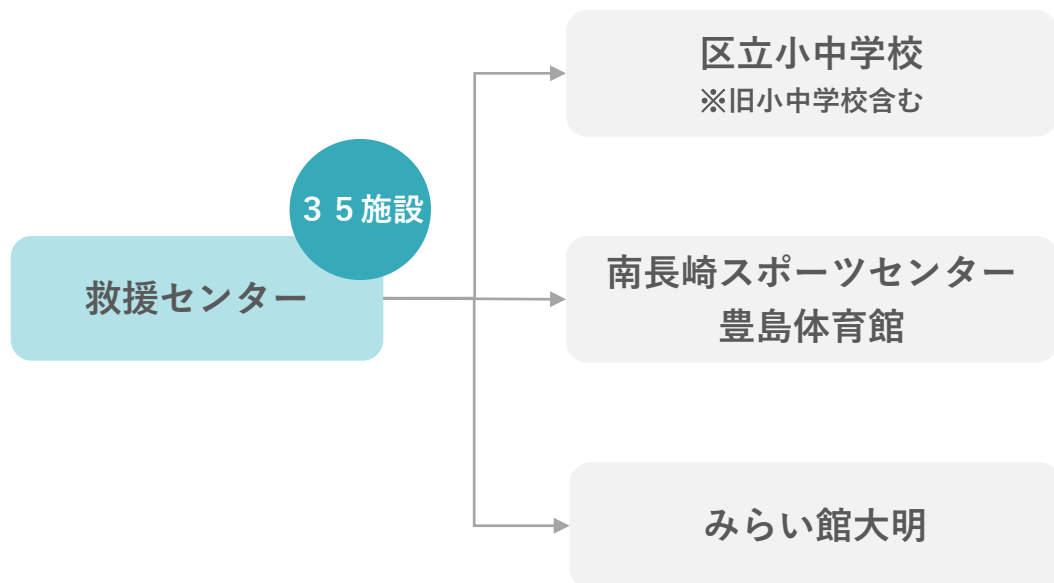 区立小中学校
※旧小中学校含む
３５施設
救援センター
南長崎スポーツセンター
豊島体育館
みらい館大明